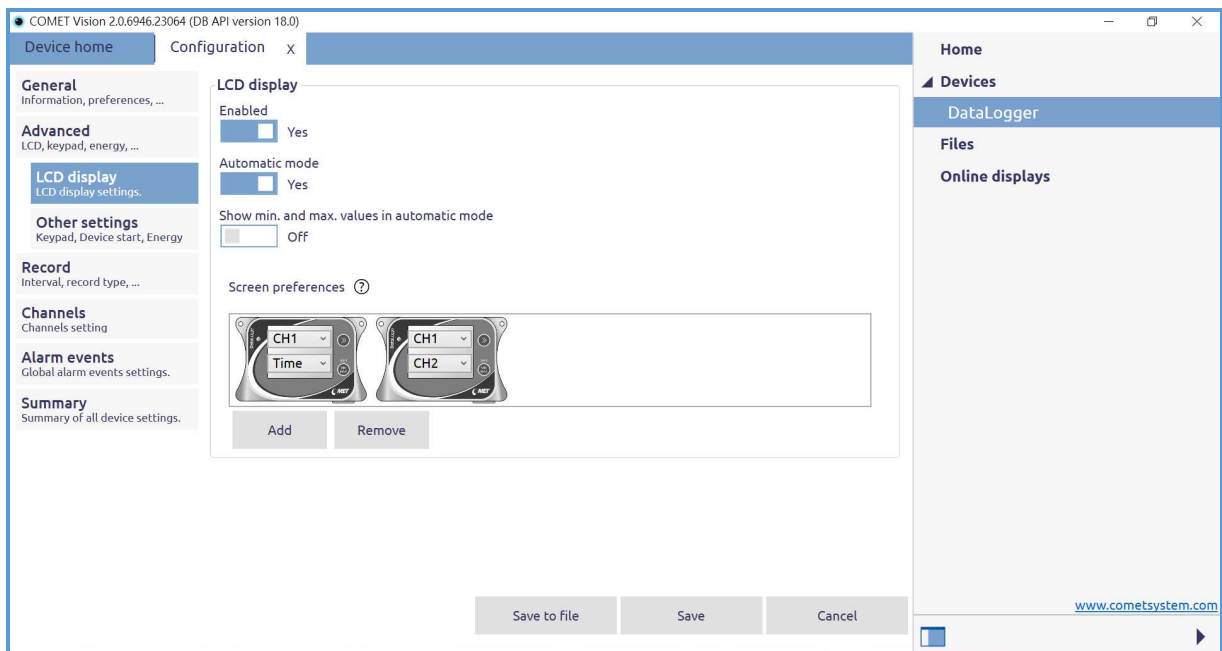 COMET Vision 2.0.6946.23064 (DB API version 18.0)
Device home
Configuration x
General
Information, preferences, ...
Advanced
LCD, keypad, energy, ...
LCD display
LCD display settings.
Other settings
Keypad, Device start, Energy
Record
Interval, record type, ...
Channels
Channels setting
Alarm events
Global alarm events settings.
Summary
Summary of all device settings.
LCD display
Enabled
Yes
Automatic mode
Yes
Show min. and max. values in automatic mode
Off
Screen preferences ?
CH1
Time
CH1
CH2
Add
Remove
Save to file
Save
Cancel
Home
Devices
DataLogger
Files
Online displays
www.cometsystem.com